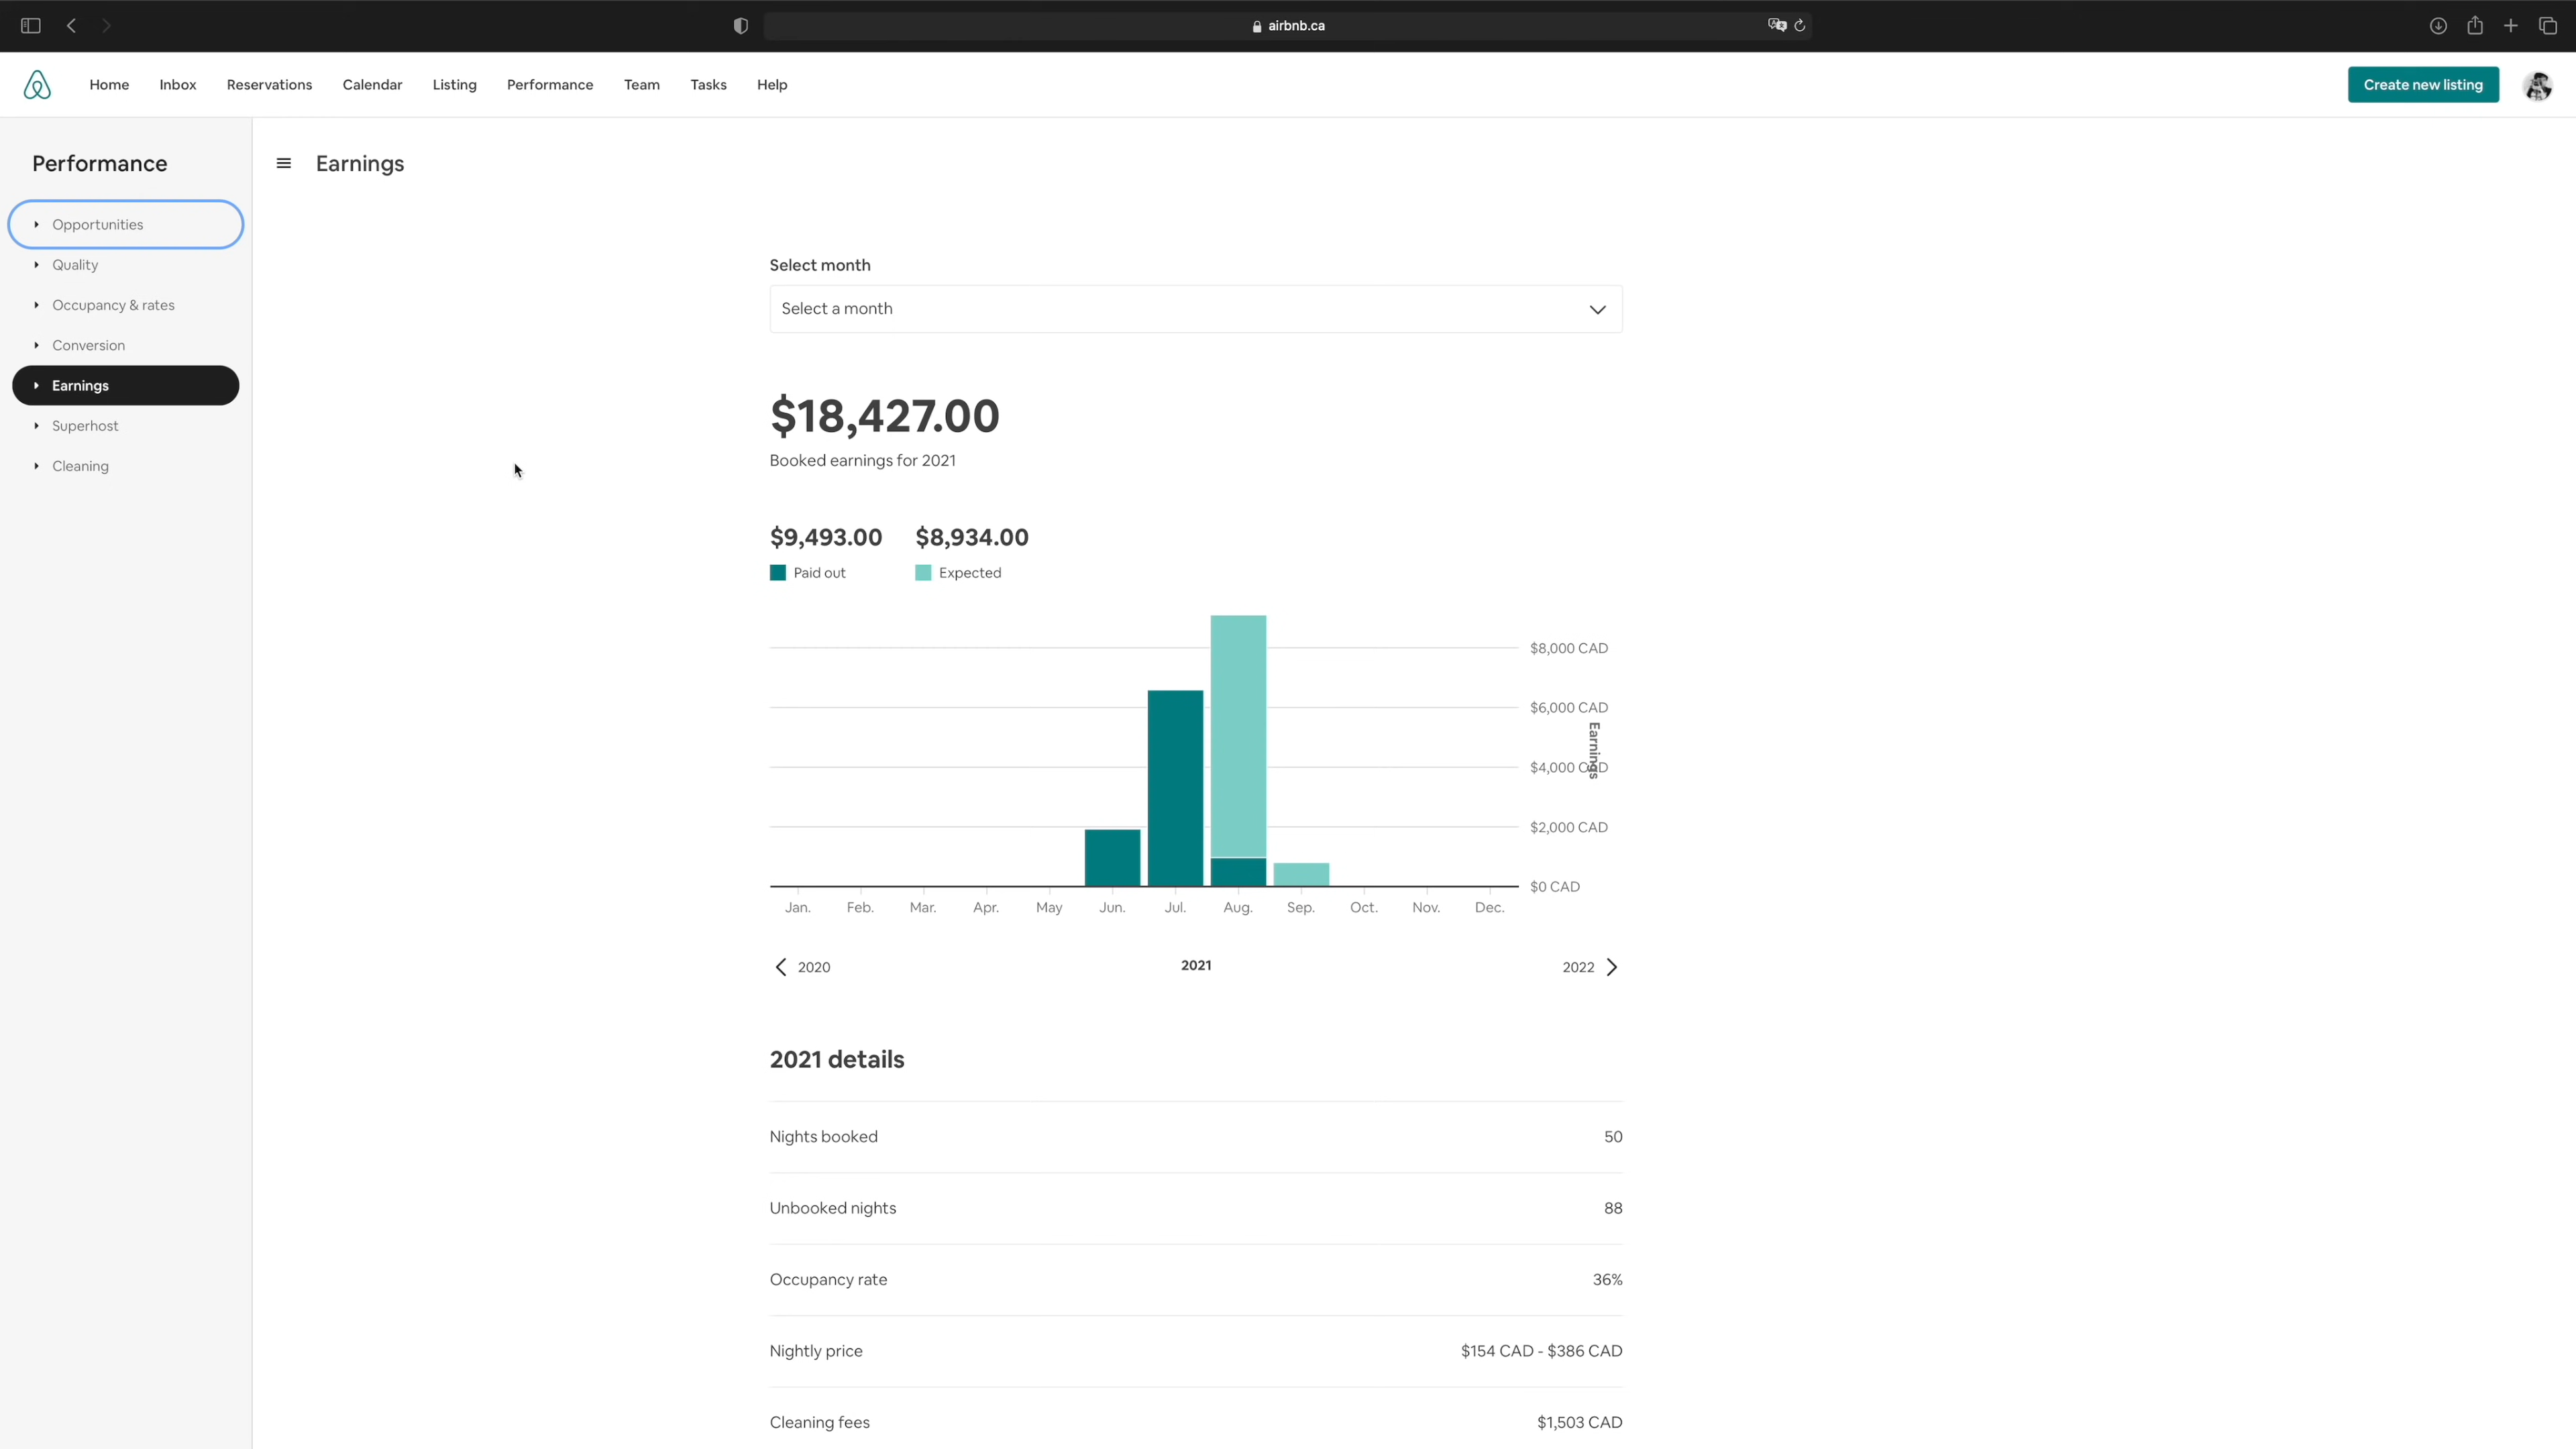 airbnb.ca
Home Inbox Reservations Calendar Listing Performance Team Tasks Help
Create new listing
Performance
Opportunities
Quality
Occupancy & rates
Conversion
Earnings
Superhost
Cleaning
Earnings
Select month
Select a month
$18,427.00
Booked earnings for 2021
$9,493.00 $8,934.00
Paid out Expected
$8,000 CAD
$6,000 CAD
$4,000 CAD
$2,000 CAD
$0 CAD
Earnings
Jan. Feb. Mar. Apr. May Jun. Jul. Aug. Sep. Oct. Nov. Dec.
2020 2021 2022
2021 details
Nights booked 50
Unbooked nights 88
Occupancy rate 36%
Nightly price $154 CAD - $386 CAD
Cleaning fees $1,503 CAD